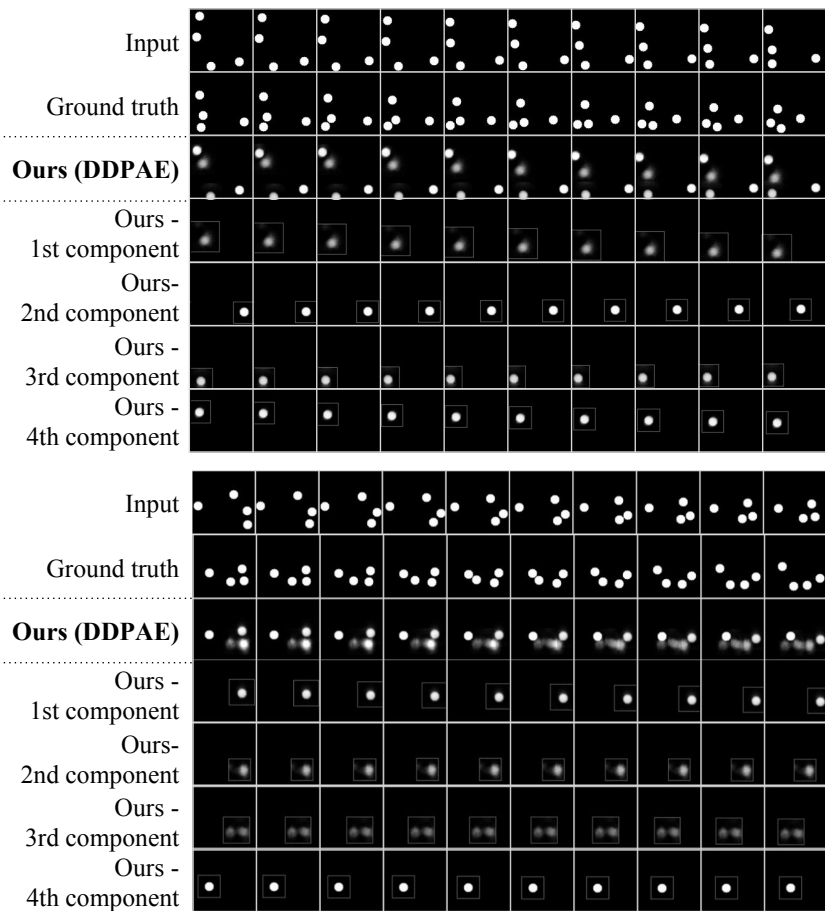 Input
Ground truth
Ours (DDPAE)
Ours -
1st component
Ours-
2nd component
Ours -
3rd component
Ours -
4th component
Input
Ground truth
Ours (DDPAE)
Ours -
1st component
Ours-
2nd component
Ours -
3rd component
Ours -
4th component